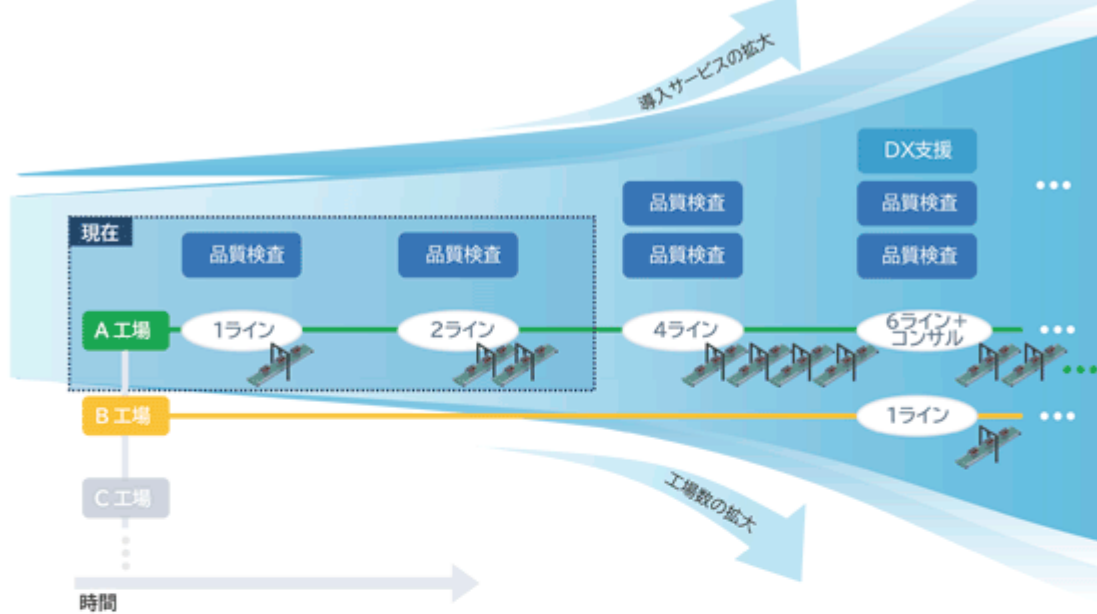 導入サービスの拡大
DX支援
品質検査
品質検査
現在
品質検査
品質検査
品質検査
品質検査
A工場
1ライン
2ライン
4ライン
6ライン+
コンサル
B工場
1ライン
C工場
工場数の拡大
時間